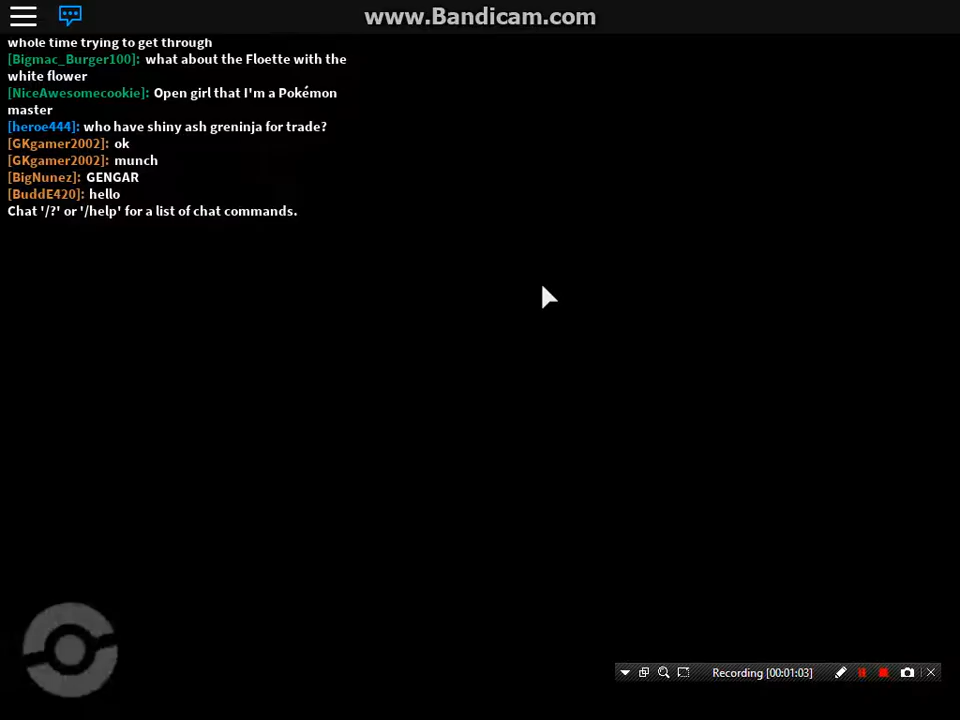 www.Bandicam.com
whole time trying to get through
[Bigmac_Burger100]: what about the Floette with the
white flower
[NiceAwesomecookie]: Open girl that I'm a Pokémon
master
[heroe444]: who have shiny ash greninja for trade?
[GKgamer2002]: ok
[GKgamer2002]: munch
[BigNunez]: GENGAR
[BuddE420]: hello
Chat '/?' or '/help' for a list of chat commands.
Recording [00:01:03]